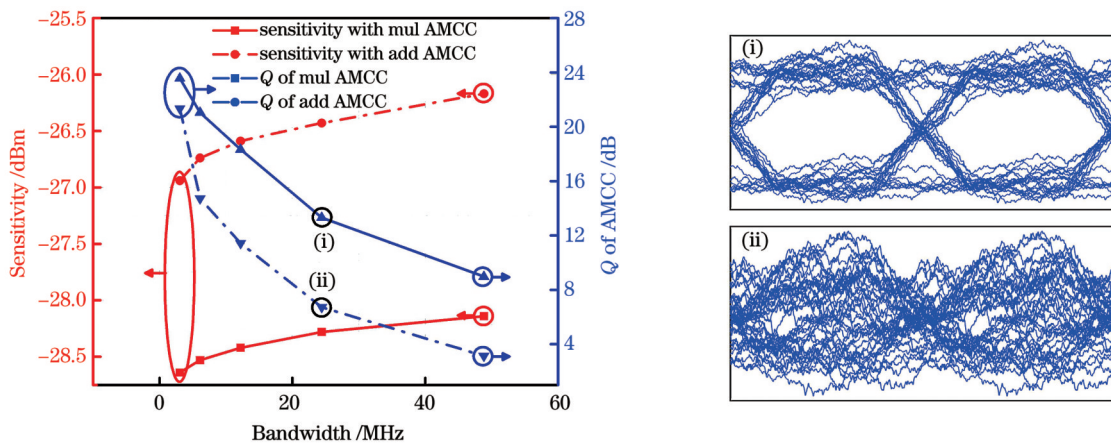 sensitivity with mul AMCC
sensitivity with add AMCC
Q of mul AMCC
Q of add AMCC
Sensitivity /dBm
−25.5
−26.0
−26.5
−27.0
−27.5
−28.0
−28.5
0
20
40
60
Bandwidth /MHz
28
24
20
16
12
8
4
Q of AMCC /dB
(i)
(ii)
(i)
(ii)